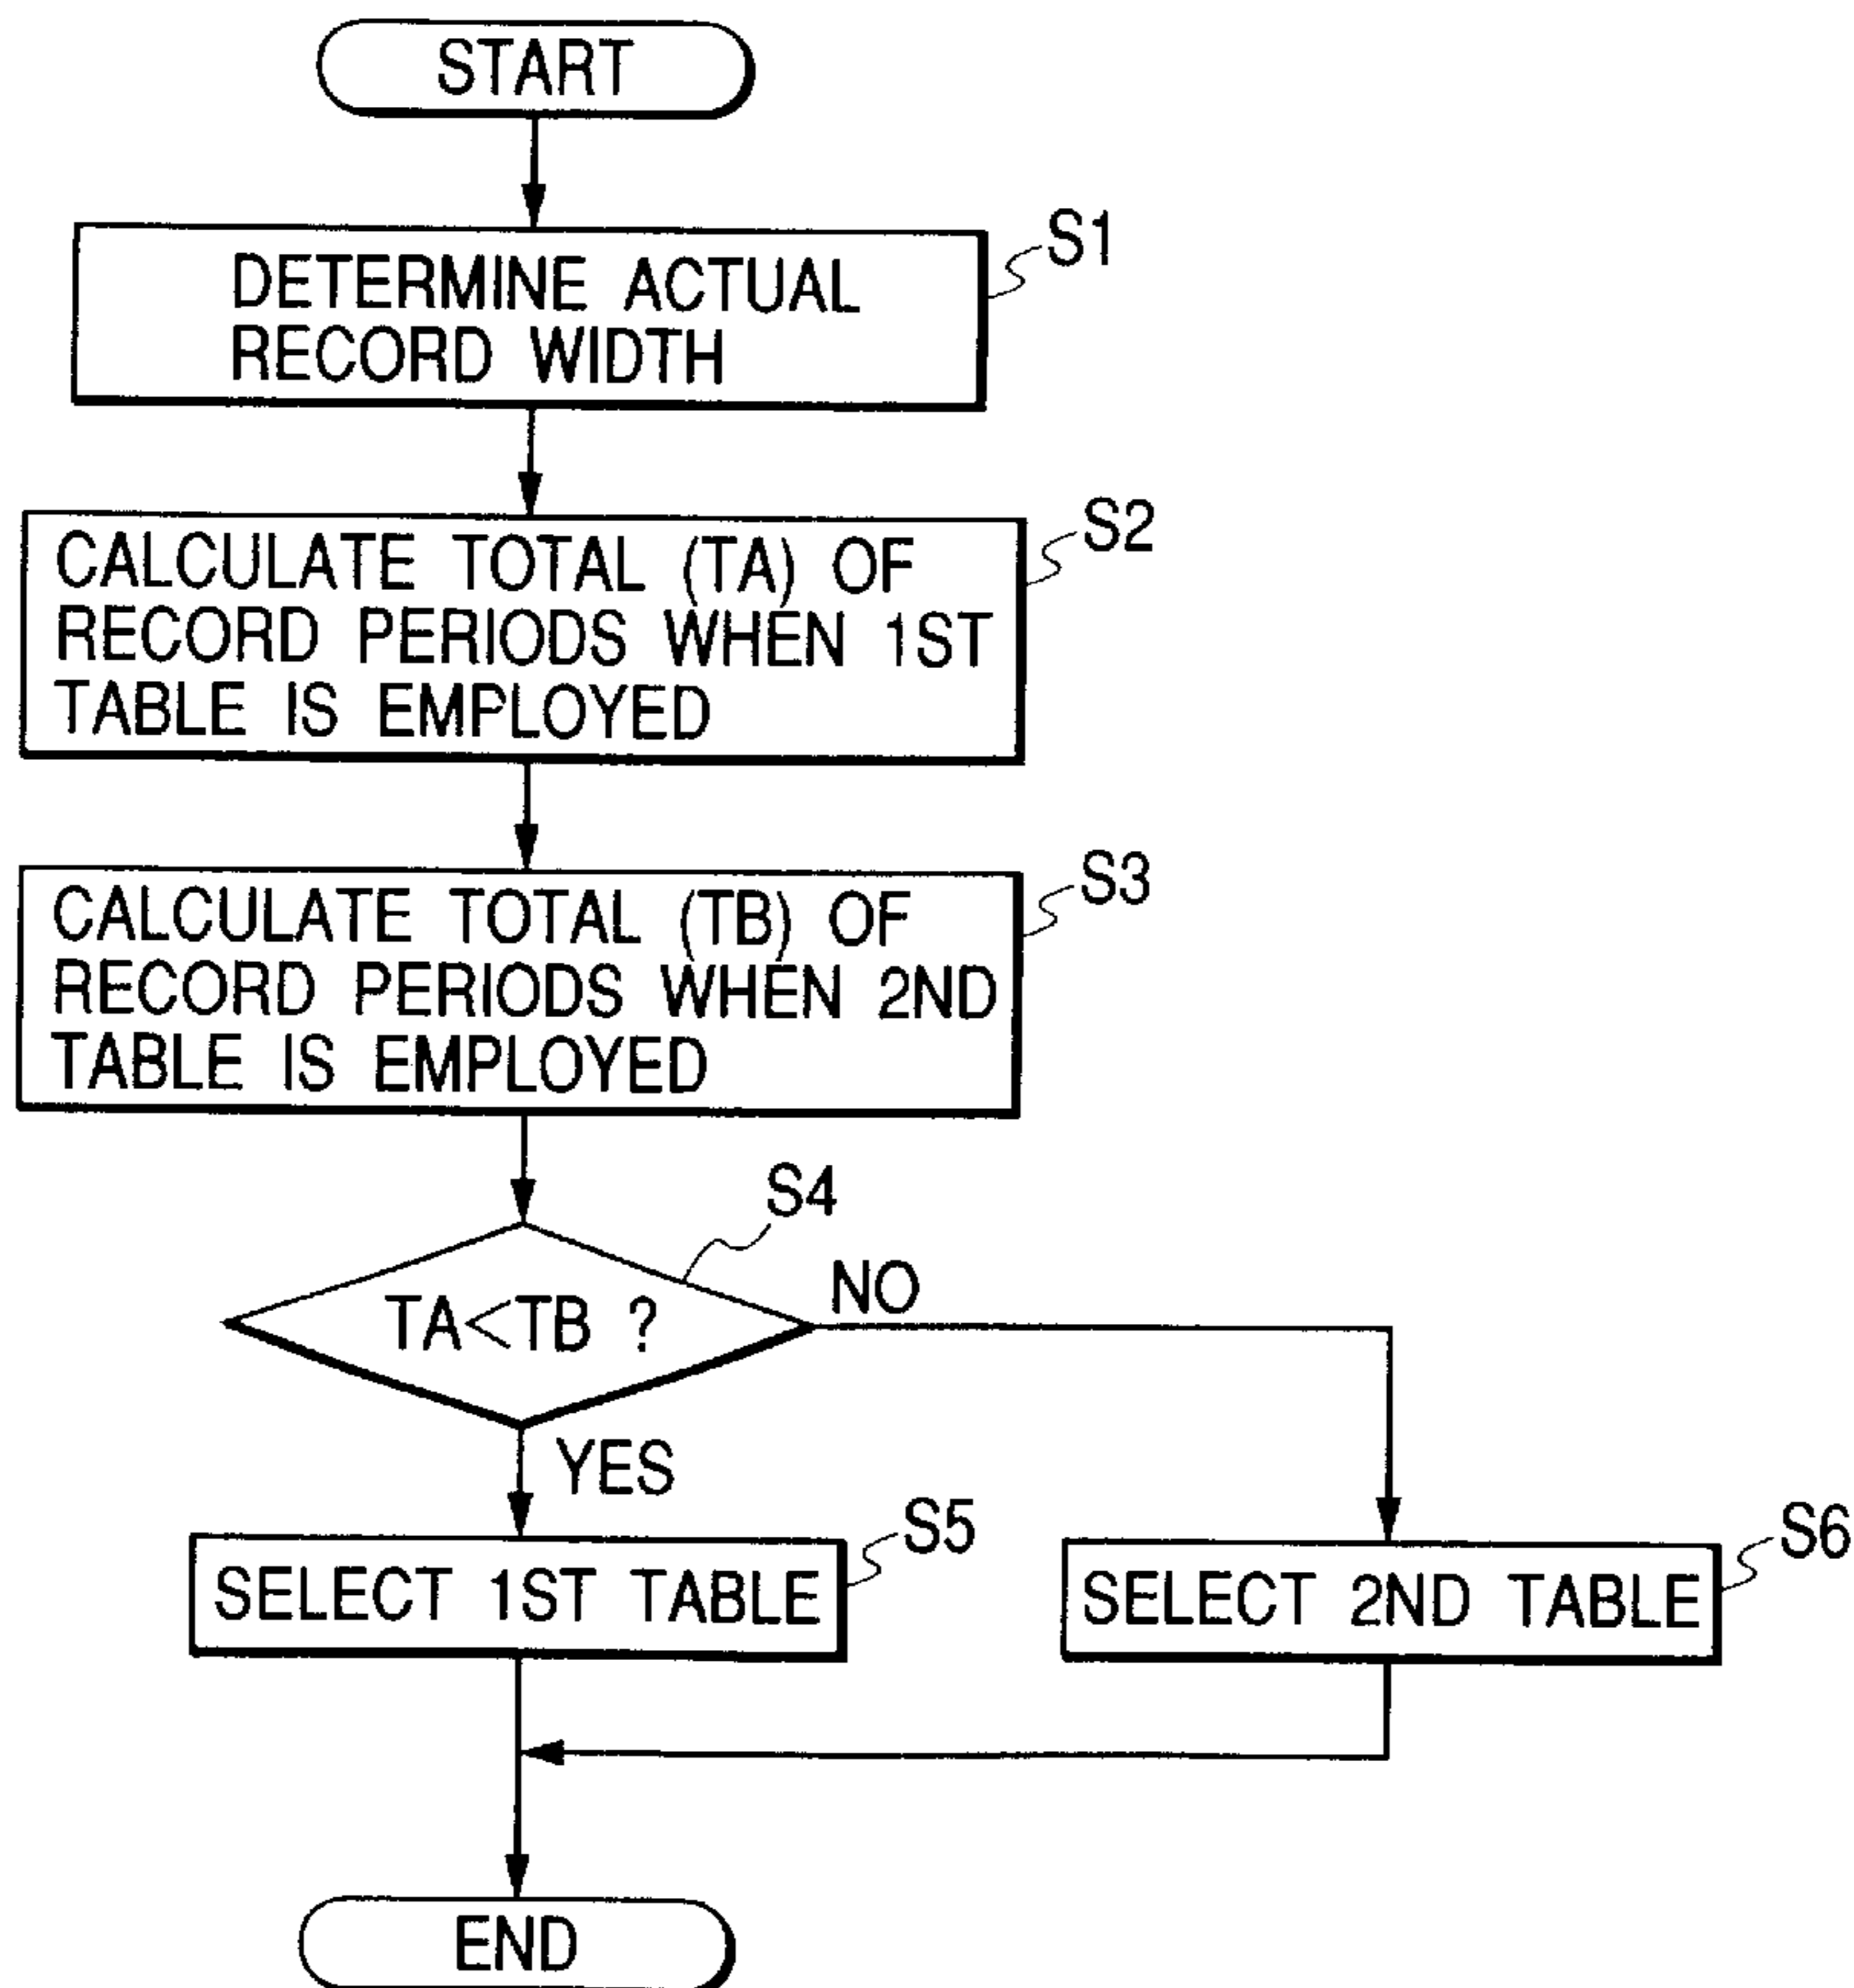 START
S1
DETERMINE ACTUAL
RECORD WIDTH
S2
CALCULATE TOTAL (TA) OF
RECORD PERIODS WHEN 1ST
TABLE IS EMPLOYED
S3
CALCULATE TOTAL (TB) OF
RECORD PERIODS WHEN 2ND
TABLE IS EMPLOYED
S4
TA<TB ?
NO
YES
S5
SELECT 1ST TABLE
S6
SELECT 2ND TABLE
END